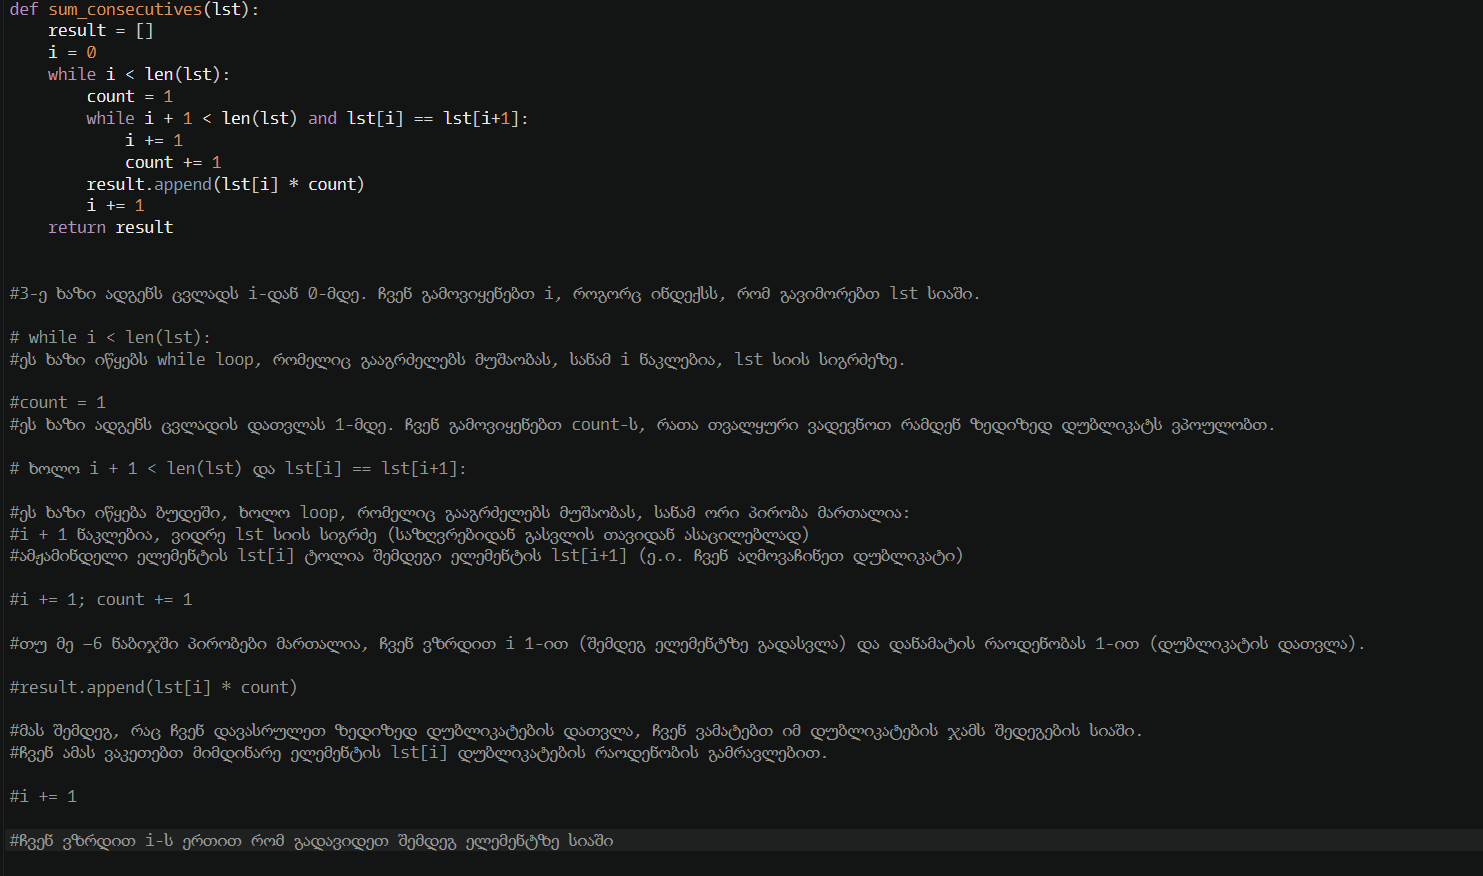 def sum_consecutives(lst):
    result = []
    i = 0
    while i < len(lst):
        count = 1
        while i + 1 < len(lst) and lst[i] == lst[i+1]:
            i += 1
            count += 1
        result.append(lst[i] * count)
        i += 1
    return result
#3-ე ხაზი ადგენს ცვლადს i-დან 0-მდე. ჩვენ გამოვიყენებთ i, როგორც ინდექსს, რომ გავიმორებთ lst სიაში.
# while i < len(lst):
#ეს ხაზი იწყებს while loop, რომელიც გააგრძელებს მუშაობას, სანამ i ნაკლებია, lst სიის სიგრძეზე.
#count = 1
#ეს ხაზი ადგენს ცვლადის დათვლას 1-მდე. ჩვენ გამოვიყენებთ count-ს, რათა თვალყური ვადევნოთ რამდენ ზედიზედ დუბლიკატს ვპოულობთ.
# ხოლო i + 1 < len(lst) და lst[i] == lst[i+1]:
#ეს ხაზი იწყება ბუდეში, ხოლო loop, რომელიც გააგრძელებს მუშაობას, სანამ ორი პირობა მართალია:
#i + 1 ნაკლებია, ვიდრე lst სიის სიგრძე (საზღვრებიდან გასვლის თავიდან ასაცილებლად)
#ამჟამინდელი ელემენტის lst[i] ტოლია შემდეგი ელემენტის lst[i+1] (ე.ი. ჩვენ აღმოვაჩინეთ დუბლიკატი)
#i += 1; count += 1
#თუ მე –6 ნაბიჯში პირობები მართალია, ჩვენ ვზრდით i 1-ით (შემდეგ ელემენტზე გადასვლა) და დანამატის რაოდენობას 1-ით (დუბლიკატის დათვლა).
#result.append(lst[i] * count)
#მას შემდეგ, რაც ჩვენ დავასრულეთ ზედიზედ დუბლიკატების დათვლა, ჩვენ ვამატებთ იმ დუბლიკატების ჯამს შედეგების სიაში.
#ჩვენ ამას ვაკეთებთ მიმდინარე ელემენტის lst[i] დუბლიკატების რაოდენობის გამრავლებით.
#i += 1
#ჩვენ ვზრდით i-ს ერთით რომ გადავიდეთ შემდეგ ელემენტზე სიაში